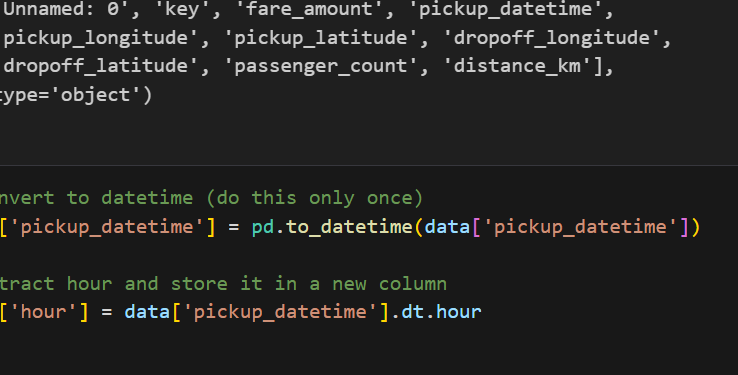 Unnamed: 0', 'key', 'fare_amount', 'pickup_datetime',
pickup_longitude', 'pickup_latitude', 'dropoff_longitude',
dropoff_latitude', 'passenger_count', 'distance_km'],
type='object')
nvert to datetime (do this only once)
['pickup_datetime'] = pd.to_datetime(data['pickup_datetime'])
tract hour and store it in a new column
['hour'] = data['pickup_datetime'].dt.hour